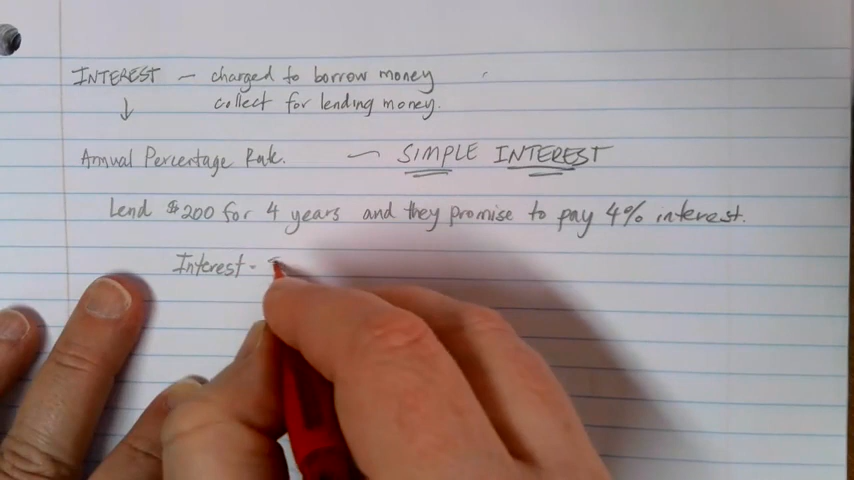 INTEREST — charged to borrow money
collect for lending money.
Annual Percentage Rate. — SIMPLE INTEREST
Lend $200 for 4 years and they promise to pay 4% interest.
Interest -